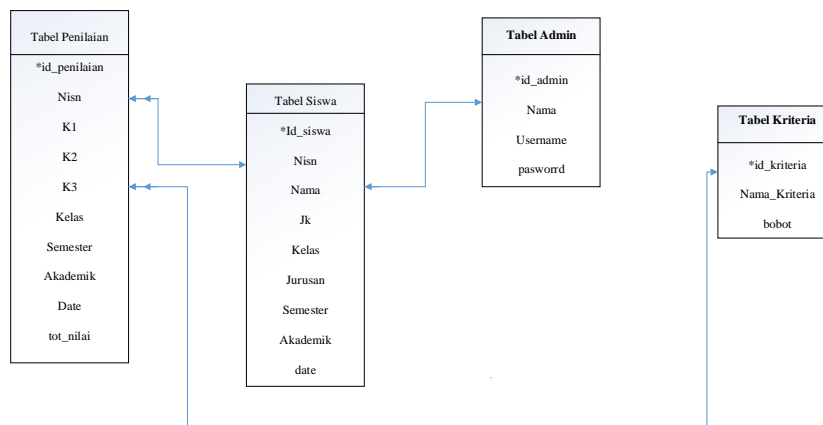 Tabel Penilaian
*id_penilaian
Nisn
K1
K2
K3
Kelas
Semester
Akademik
Date
tot_nilai
Tabel Siswa
*Id_siswa
Nisn
Nama
Jk
Kelas
Jurusan
Semester
Akademik
date
Tabel Admin
*id_admin
Nama
Username
pasworrd
Tabel Kriteria
*id_kriteria
Nama_Kriteria
bobot